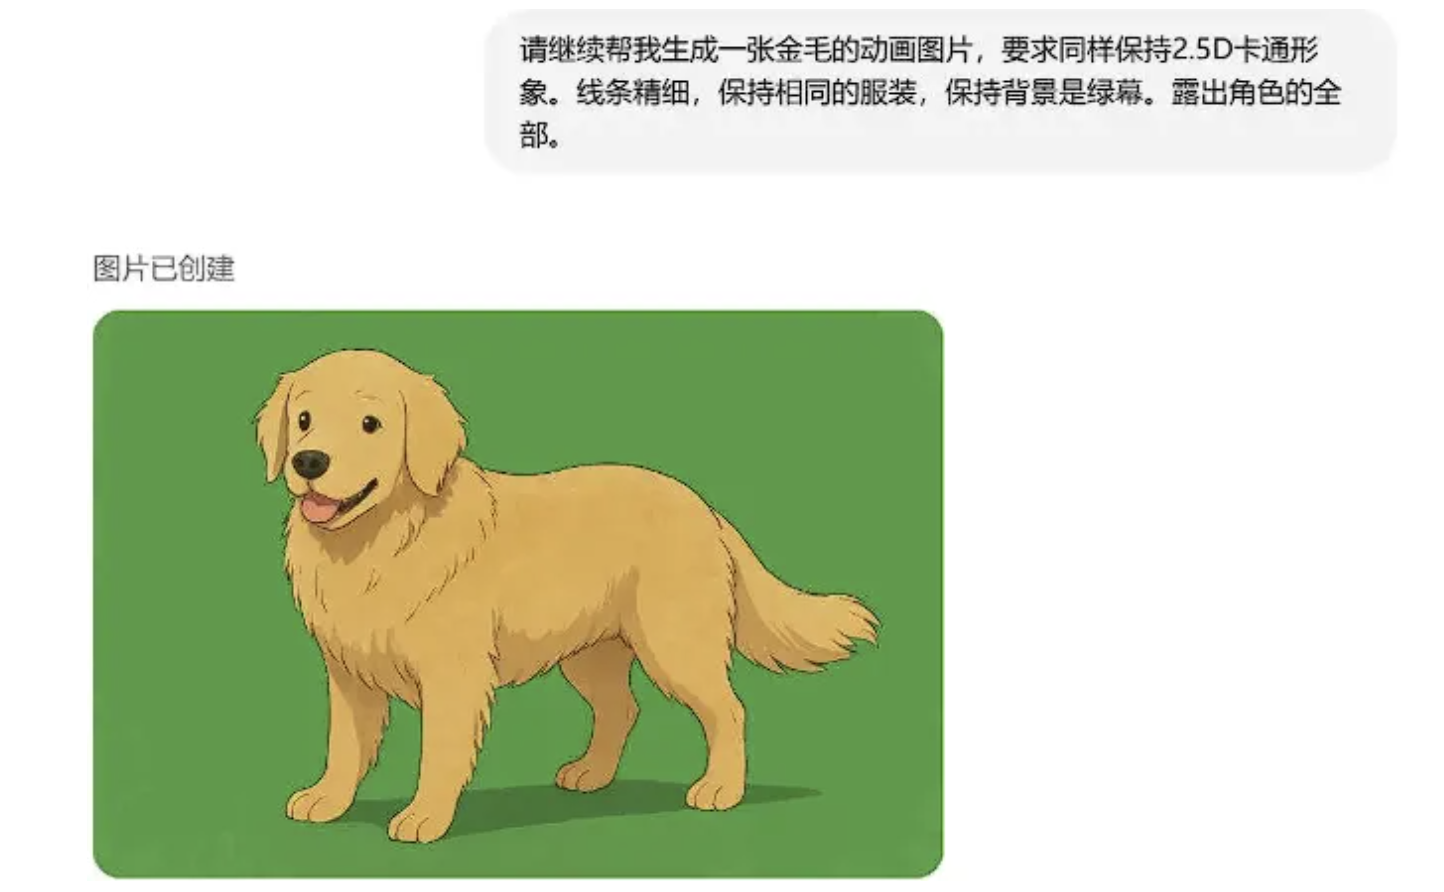 请继续帮我生成一张金毛的动画图片，要求同样保持2.5D卡通形
象。线条精细，保持相同的服装，保持背景是绿幕。露出角色的全
部。
图片已创建